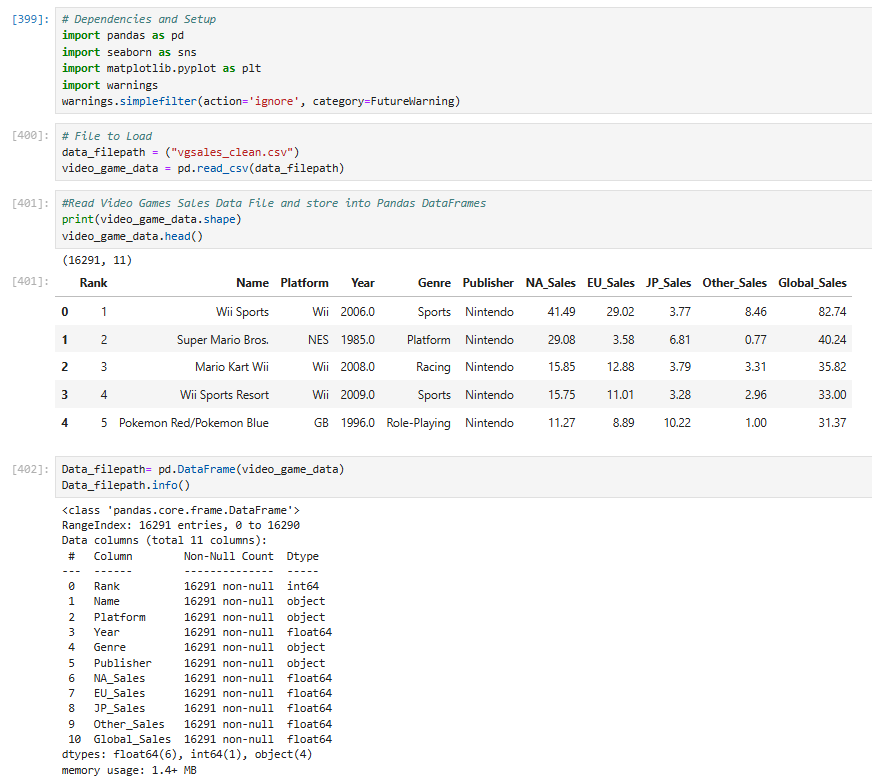 [399]: # Dependencies and Setup
import pandas as pd
import seaborn as sns
import matplotlib.pyplot as plt
import warnings
warnings.simplefilter(action='ignore', category=FutureWarning)
[400]: # File to Load
data_filepath = ("vgsales_clean.csv")
video_game_data = pd.read_csv(data_filepath)
[401]: #Read Video Games Sales Data File and store into Pandas DataFrames
print(video_game_data.shape)
video_game_data.head()
(16291, 11)
[401]: Rank Name Platform Year Genre Publisher NA_Sales EU_Sales JP_Sales Other_Sales Global_Sales
0 1 Wii Sports Wii 2006.0 Sports Nintendo 41.49 29.02 3.77 8.46 82.74
1 2 Super Mario Bros. NES 1985.0 Platform Nintendo 29.08 3.58 6.81 0.77 40.24
2 3 Mario Kart Wii Wii 2008.0 Racing Nintendo 15.85 12.88 3.79 3.31 35.82
3 4 Wii Sports Resort Wii 2009.0 Sports Nintendo 15.75 11.01 3.28 2.96 33.00
4 5 Pokemon Red/Pokemon Blue GB 1996.0 Role-Playing Nintendo 11.27 8.89 10.22 1.00 31.37
[402]: Data_filepath= pd.DataFrame(video_game_data)
Data_filepath.info()
<class 'pandas.core.frame.DataFrame'>
RangeIndex: 16291 entries, 0 to 16290
Data columns (total 11 columns):
# Column Non-Null Count Dtype
--- ------ -------------- -----
0 Rank 16291 non-null int64
1 Name 16291 non-null object
2 Platform 16291 non-null object
3 Year 16291 non-null float64
4 Genre 16291 non-null object
5 Publisher 16291 non-null object
6 NA_Sales 16291 non-null float64
7 EU_Sales 16291 non-null float64
8 JP_Sales 16291 non-null float64
9 Other_Sales 16291 non-null float64
10 Global_Sales 16291 non-null float64
dtypes: float64(6), int64(1), object(4)
memory usage: 1.4+ MB